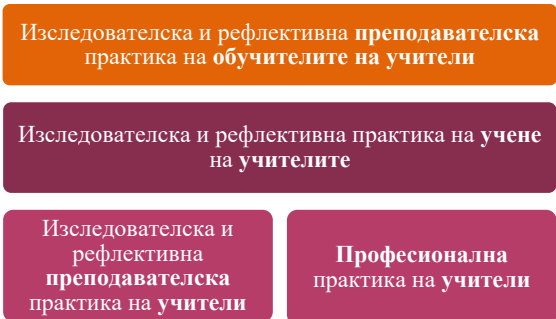 Изследователска и рефлективна преподавателска
практика на обучителите на учители
Изследователска и рефлективна практика на учене
на учителите
Изследователска и
рефлективна
преподавателска
практика на учители
Професионална
практика на учители